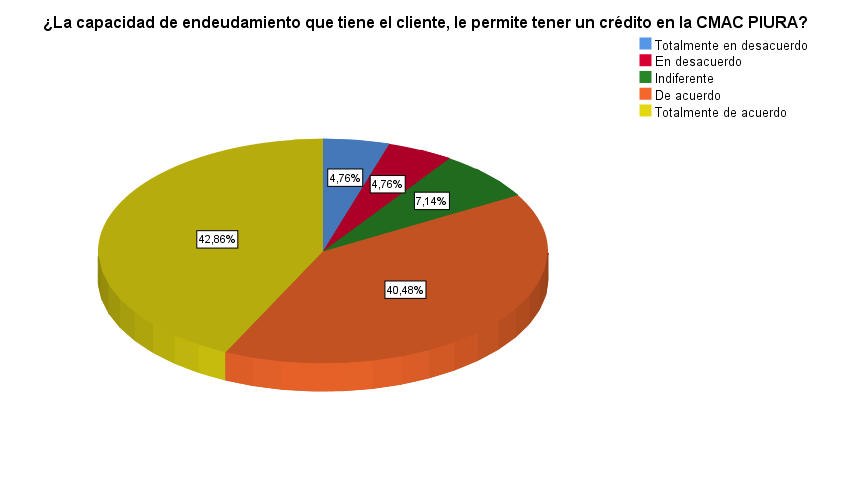 ¿La capacidad de endeudamiento que tiene el cliente, le permite tener un crédito en la CMAC PIURA?
Totalmente en desacuerdo
En desacuerdo
Indiferente
De acuerdo
Totalmente de acuerdo
4,76%
4,76%
7,14%
42,86%
40,48%